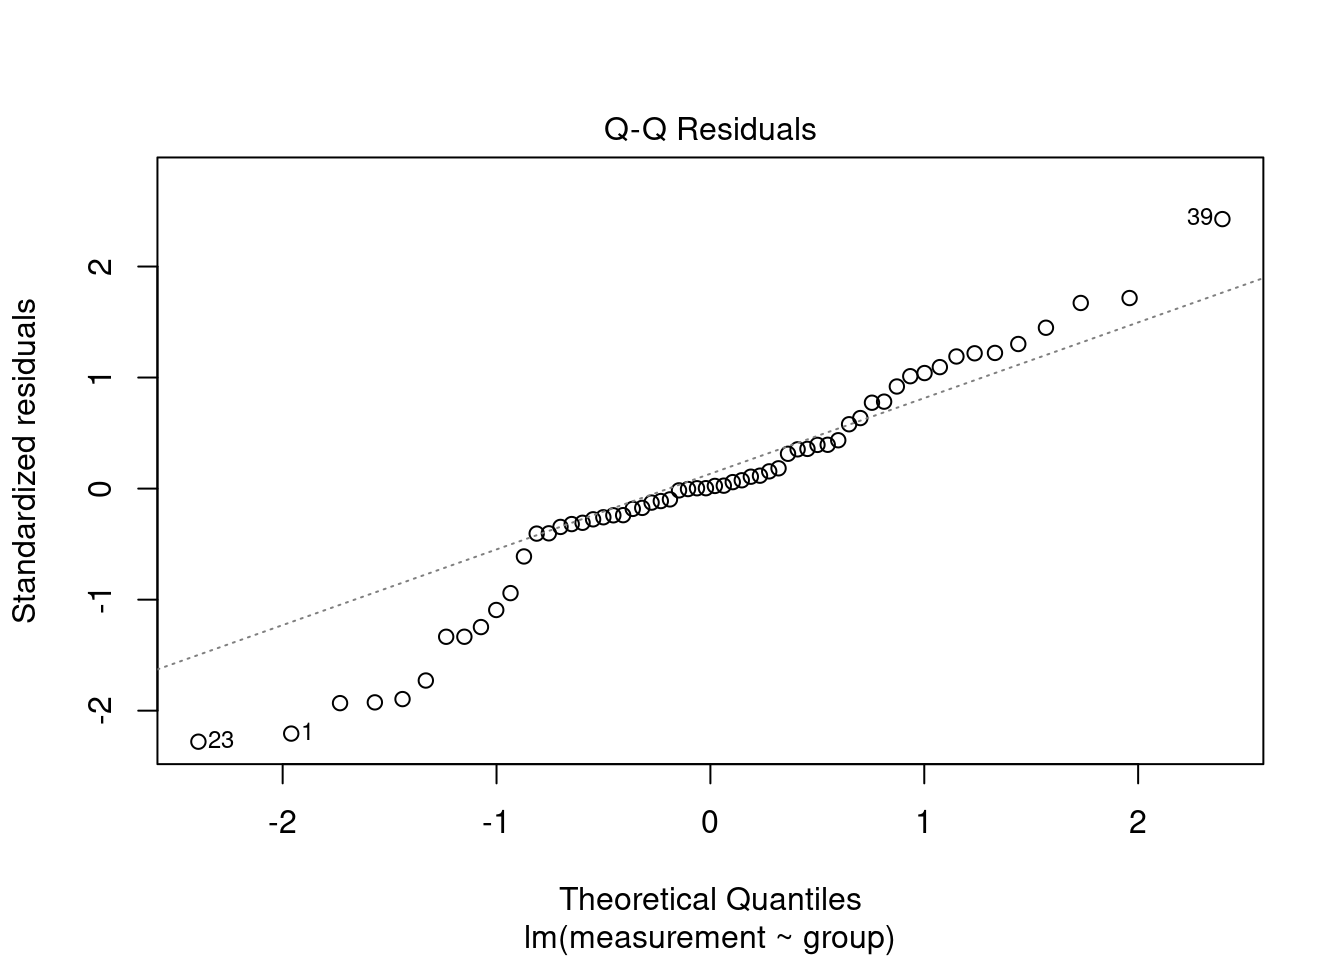 Q-Q Residuals
Standardized residuals
2
1
0
-1
-2
39
23
1
-2 -1 0 1 2
Theoretical Quantiles
lm(measurement ~ group)